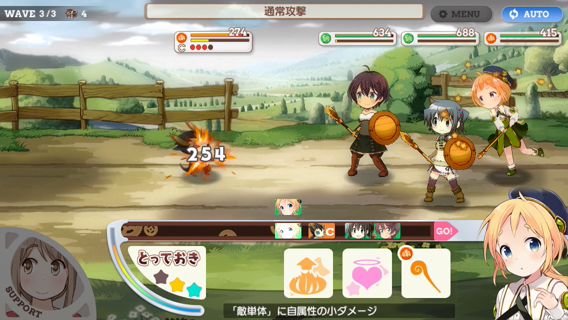 WAVE 3/3 4
通常攻撃
MENU
AUTO
274
C
634
688
415
254
C
GO!
とっておき
SUPPORT
「敵単体」に自属性の小ダメージ